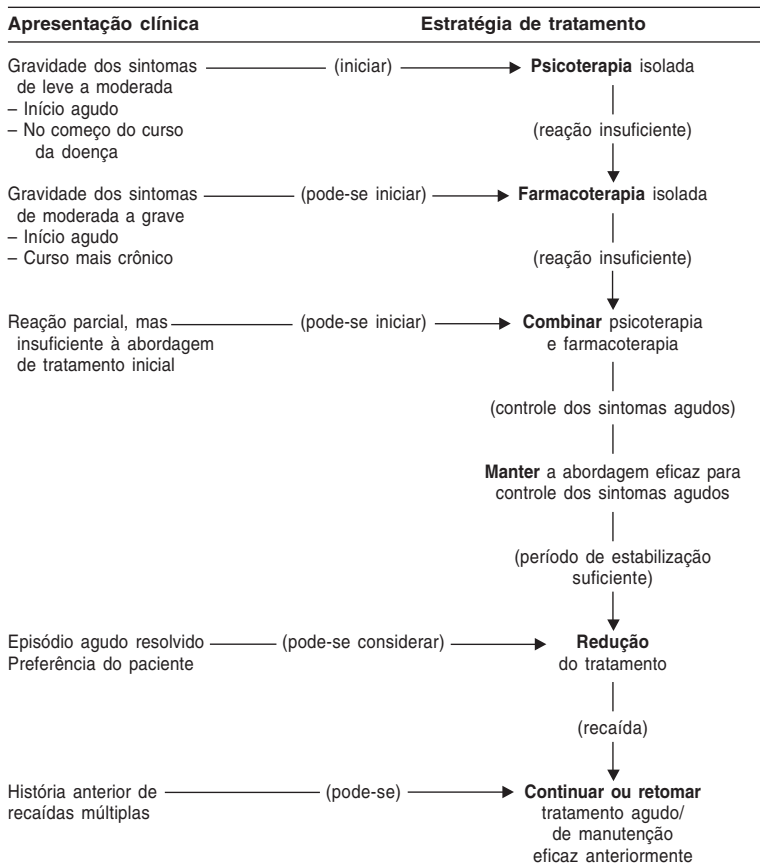 Apresentação clínica Estratégia de tratamento
Gravidade dos sintomas (iniciar) Psicoterapia isolada
de leve a moderada
– Início agudo
– No começo do curso (reação insuficiente)
da doença
Gravidade dos sintomas (pode-se iniciar) Farmacoterapia isolada
de moderada a grave
– Início agudo
– Curso mais crônico (reação insuficiente)
Reação parcial, mas (pode-se iniciar) Combinar psicoterapia
insuficiente à abordagem e farmacoterapia
de tratamento inicial
(controle dos sintomas agudos)
Manter a abordagem eficaz para
controle dos sintomas agudos
(período de estabilização
suficiente)
Episódio agudo resolvido (pode-se considerar) Redução
Preferência do paciente do tratamento
(recaída)
História anterior de (pode-se) Continuar ou retomar
recaídas múltiplas tratamento agudo/
de manutenção
eficaz anteriormente